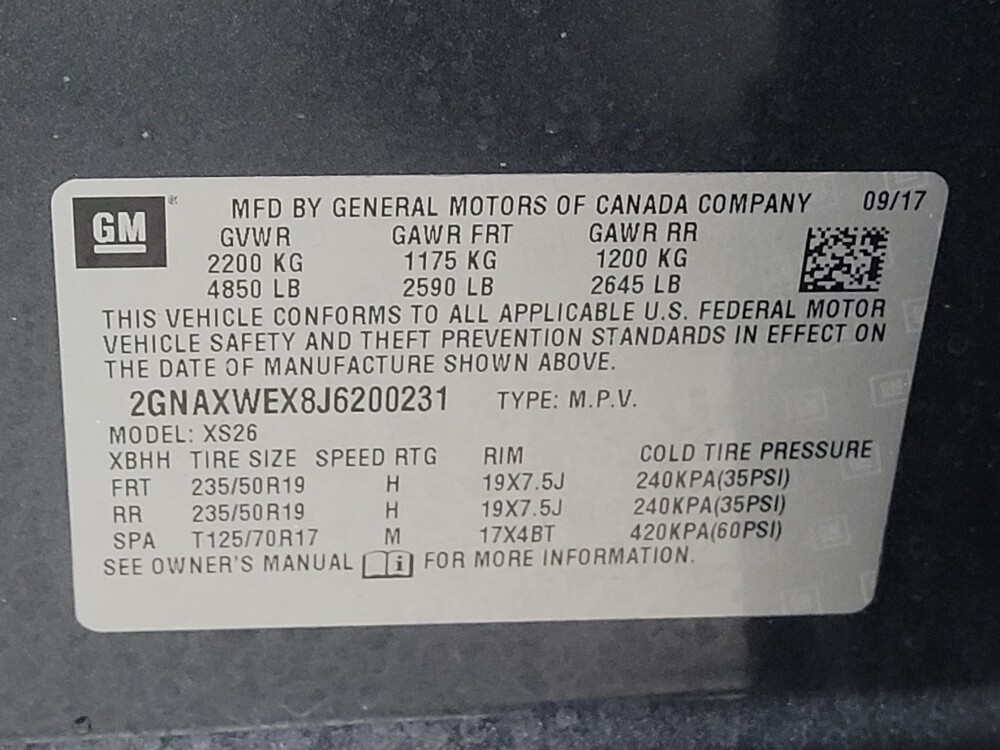 GM ® MFD BY GENERAL MOTORS OF CANADA COMPANY 09/17
GVWR GAWR FRT GAWR RR
2200 KG 1175 KG 1200 KG
4850 LB 2590 LB 2645 LB
THIS VEHICLE CONFORMS TO ALL APPLICABLE U.S. FEDERAL MOTOR
VEHICLE SAFETY AND THEFT PREVENTION STANDARDS IN EFFECT ON
THE DATE OF MANUFACTURE SHOWN ABOVE.
2GNAXWEX8J6200231 TYPE: M.P.V.
MODEL: XS26
XBHH TIRE SIZE SPEED RTG RIM COLD TIRE PRESSURE
FRT 235/50R19 H 19X7.5J 240KPA(35PSI)
RR 235/50R19 H 19X7.5J 240KPA(35PSI)
SPA T125/70R17 M 17X4BT 420KPA(60PSI)
SEE OWNER'S MANUAL i FOR MORE INFORMATION.